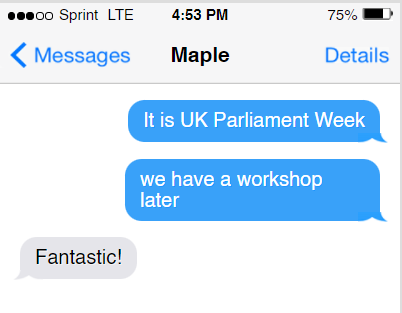 Sprint LTE 4:53 PM 75%
Messages Maple Details
It is UK Parliament Week
we have a workshop
later
Fantastic!